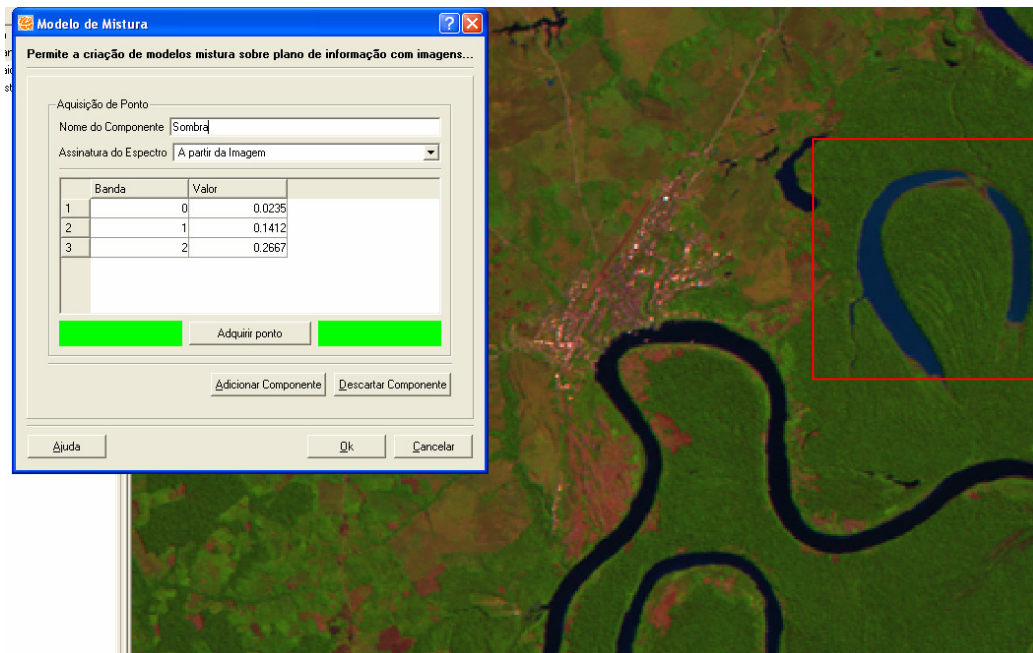 Modelo de Mistura
Permite a criação de modelos mistura sobre plano de informação com imagens...
Aquisição de Ponto
Nome do Componente Sombra
Assinatura do Espectro A partir da Imagem
Banda Valor
1 0 0.0235
2 1 0.1412
3 2 0.2667
Adquirir ponto
Adicionar Componente Descartar Componente
Ajuda Ok Cancelar